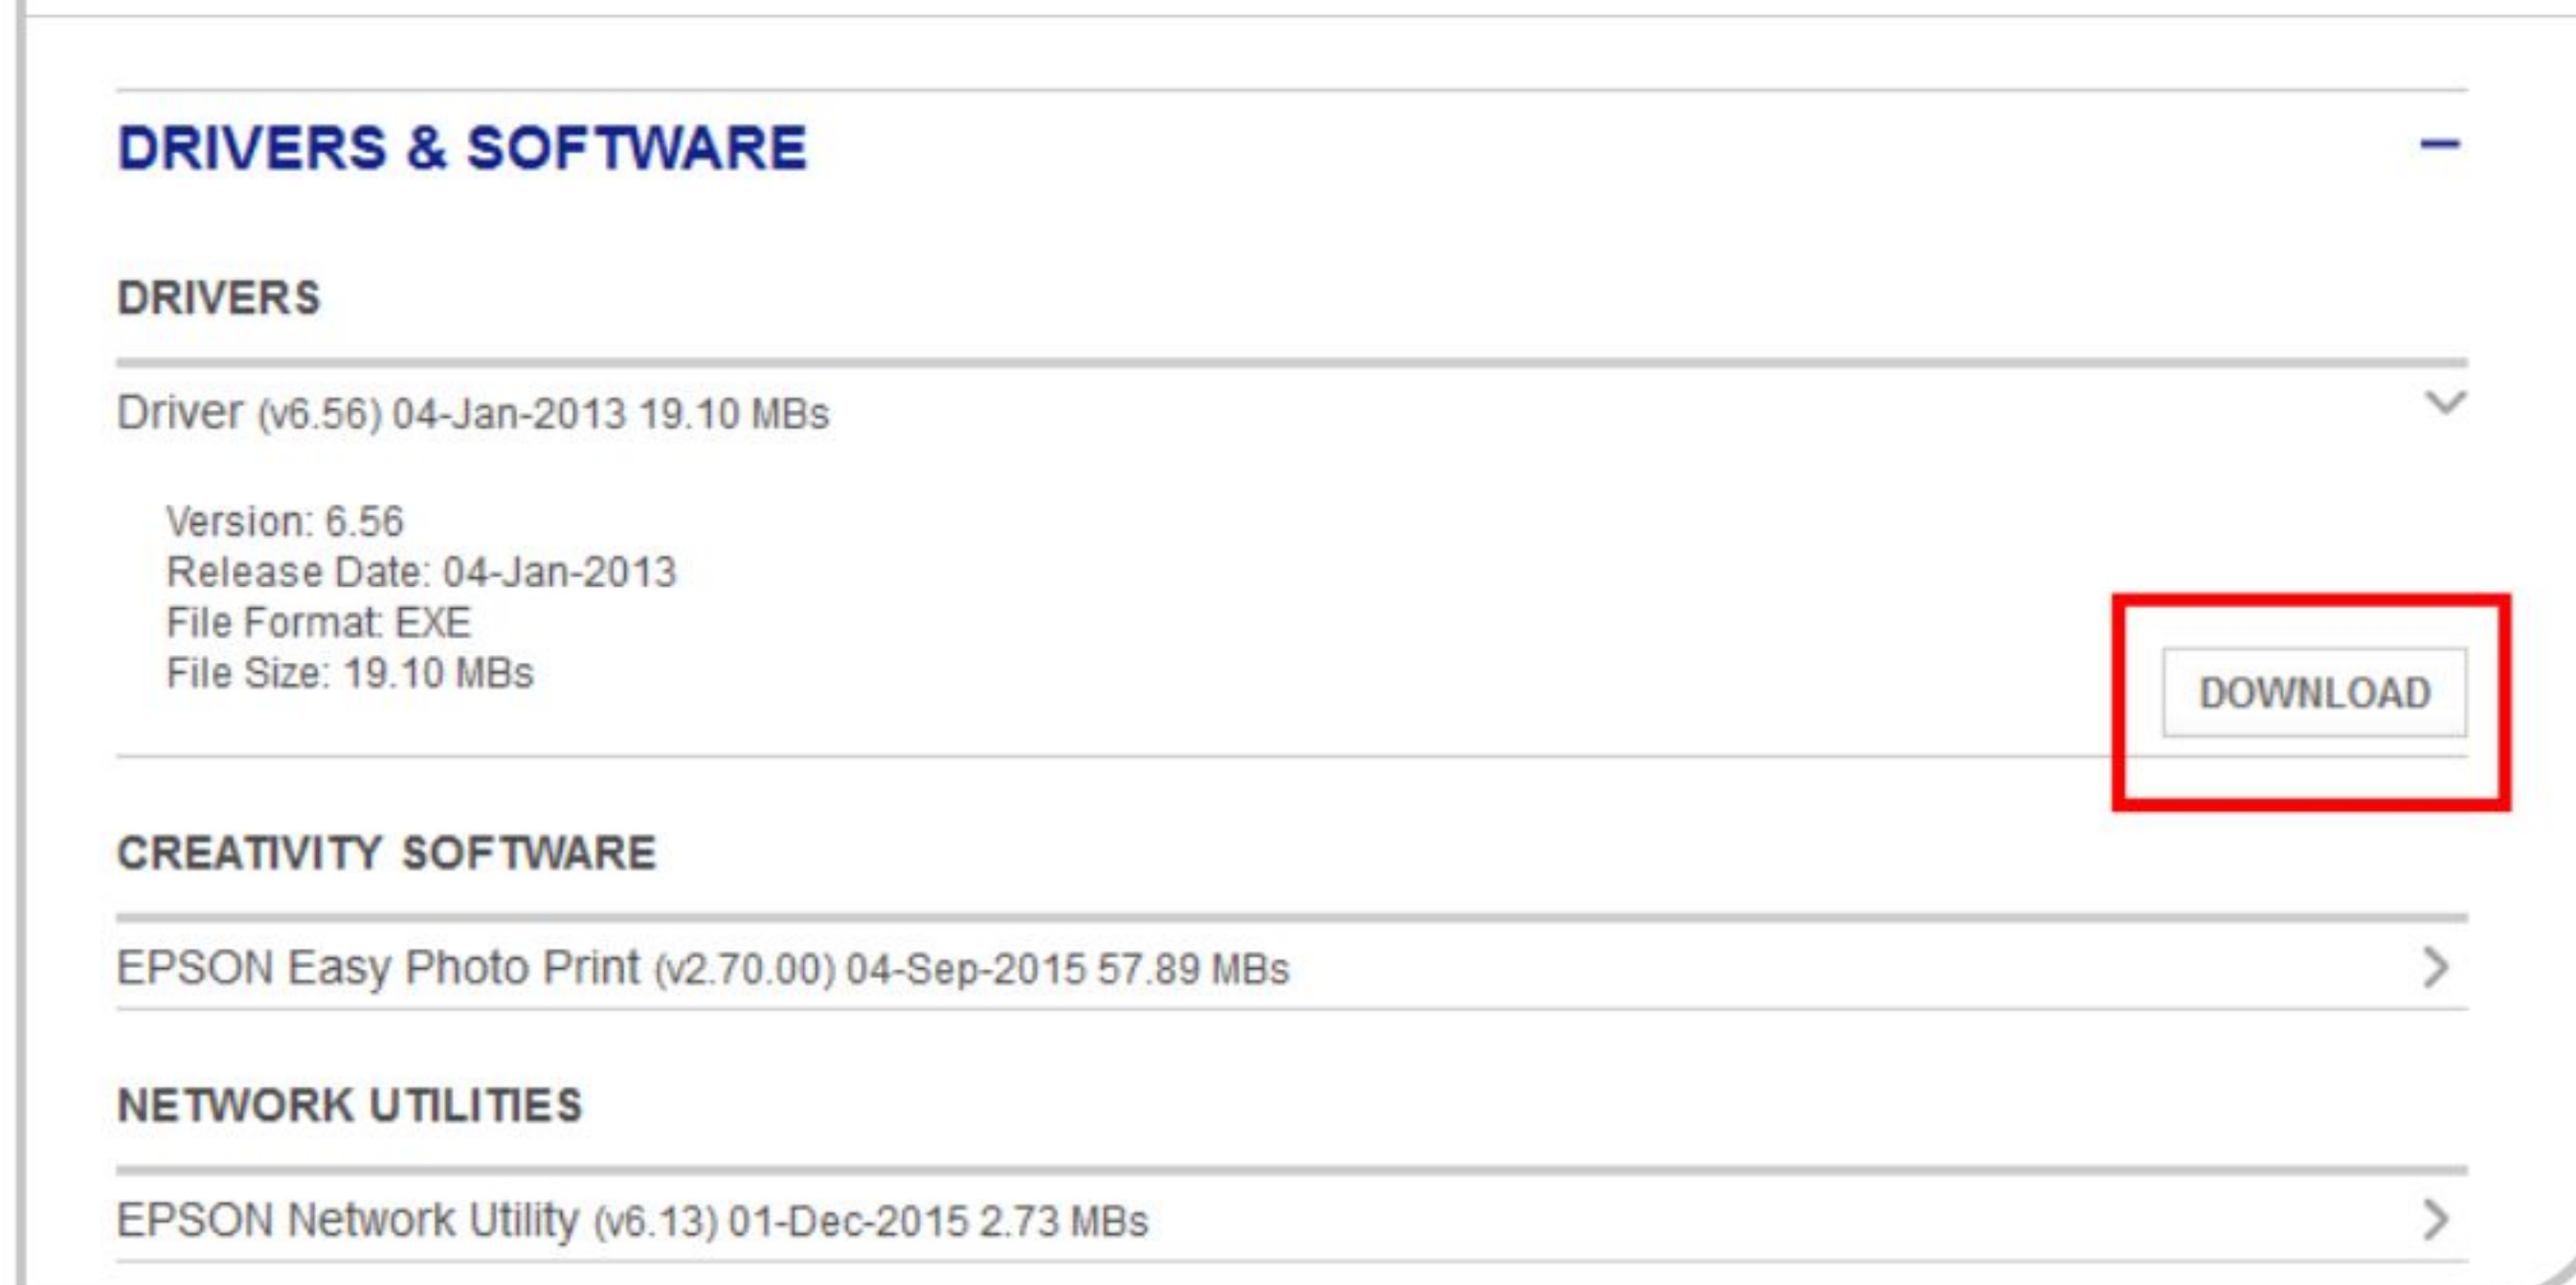 DRIVERS & SOFTWARE
DRIVERS
Driver (v6.56) 04-Jan-2013 19.10 MBs
Version: 6.56
Release Date: 04-Jan-2013
File Format: EXE
File Size: 19.10 MBs
DOWNLOAD
CREATIVITY SOFTWARE
EPSON Easy Photo Print (v2.70.00) 04-Sep-2015 57.89 MBs
NETWORK UTILITIES
EPSON Network Utility (v6.13) 01-Dec-2015 2.73 MBs